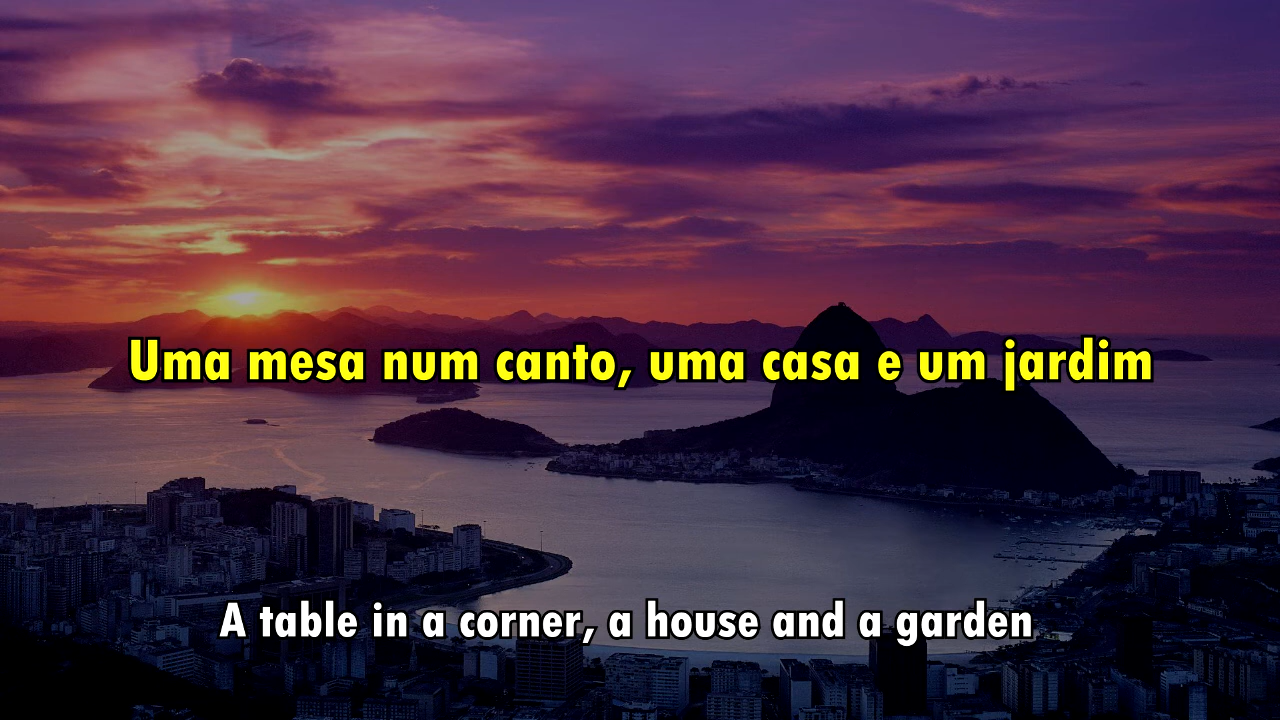 Uma mesa num canto, uma casa e um jardim
A table in a corner, a house and a garden